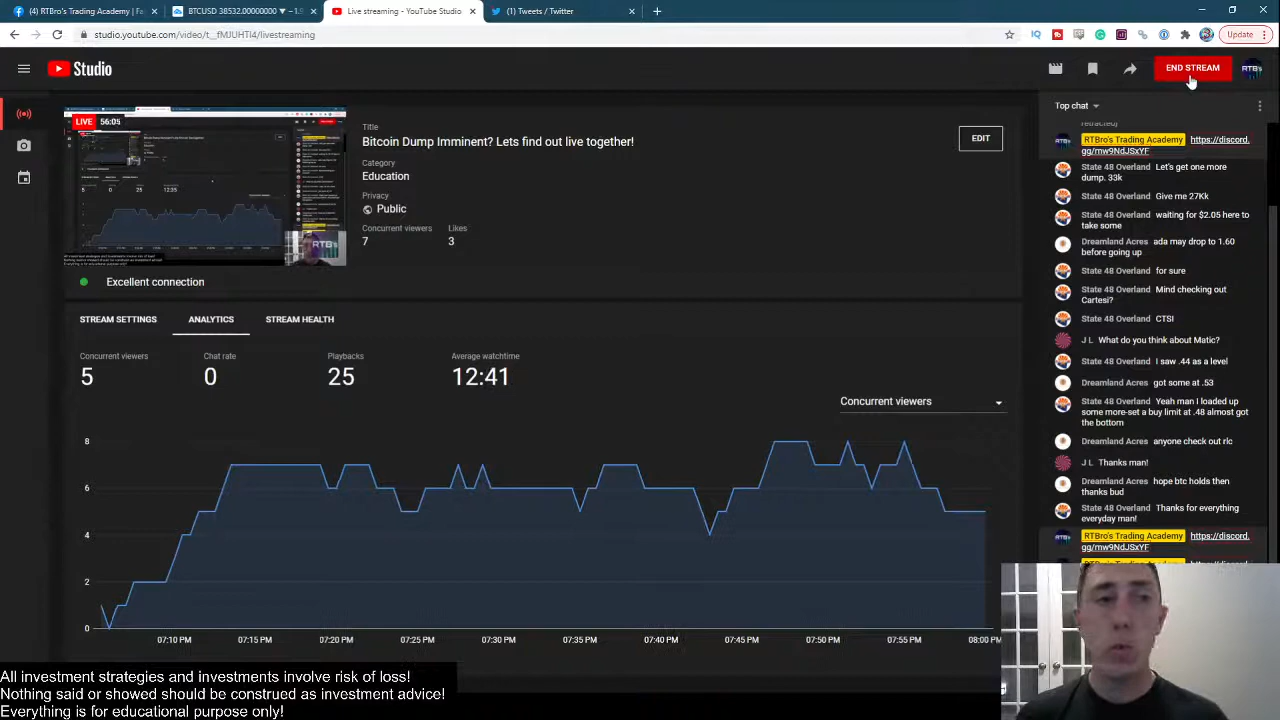 (4) RTBro's Trading Academy | Fa
BTCUSD 38532.00000000 ▼ −1.9
Live streaming - YouTube Studio
(1) Tweets / Twitter
studio.youtube.com/video/t__fMJUHTI4/livestreaming
Update
Studio
END STREAM
RTB's
LIVE 56:05
Title
Bitcoin Dump Imminent? Lets find out live together!
EDIT
Category
Education
Privacy
Public
Concurrent viewers
7
Likes
3
Excellent connection
STREAM SETTINGS
ANALYTICS
STREAM HEALTH
Concurrent viewers
5
Chat rate
0
Playbacks
25
Average watchtime
12:41
Concurrent viewers
8
6
4
2
0
07:10 PM
07:15 PM
07:20 PM
07:25 PM
07:30 PM
07:35 PM
07:40 PM
07:45 PM
07:50 PM
07:55 PM
08:00 PM
Top chat
retracted)
RTBro's Trading Academy https://discord.
gg/mw9NdJSxYF
State 48 Overland Let's get one more
dump. 33k
State 48 Overland Give me 27Kk
State 48 Overland waiting for $2.05 here to
take some
Dreamland Acres ada may drop to 1.60
before going up
State 48 Overland for sure
State 48 Overland Mind checking out
Cartesi?
State 48 Overland CTSI
J L What do you think about Matic?
State 48 Overland I saw .44 as a level
Dreamland Acres got some at .53
State 48 Overland Yeah man I loaded up
some more-set a buy limit at .48 almost got
the bottom
Dreamland Acres anyone check out rlc
J L Thanks man!
Dreamland Acres hope btc holds then
thanks bud
State 48 Overland Thanks for everything
everyday man!
RTBro's Trading Academy https://discord.
gg/mw9NdJSxYF
All investment strategies and investments involve risk of loss!
Nothing said or showed should be construed as investment advice!
Everything is for educational purpose only!